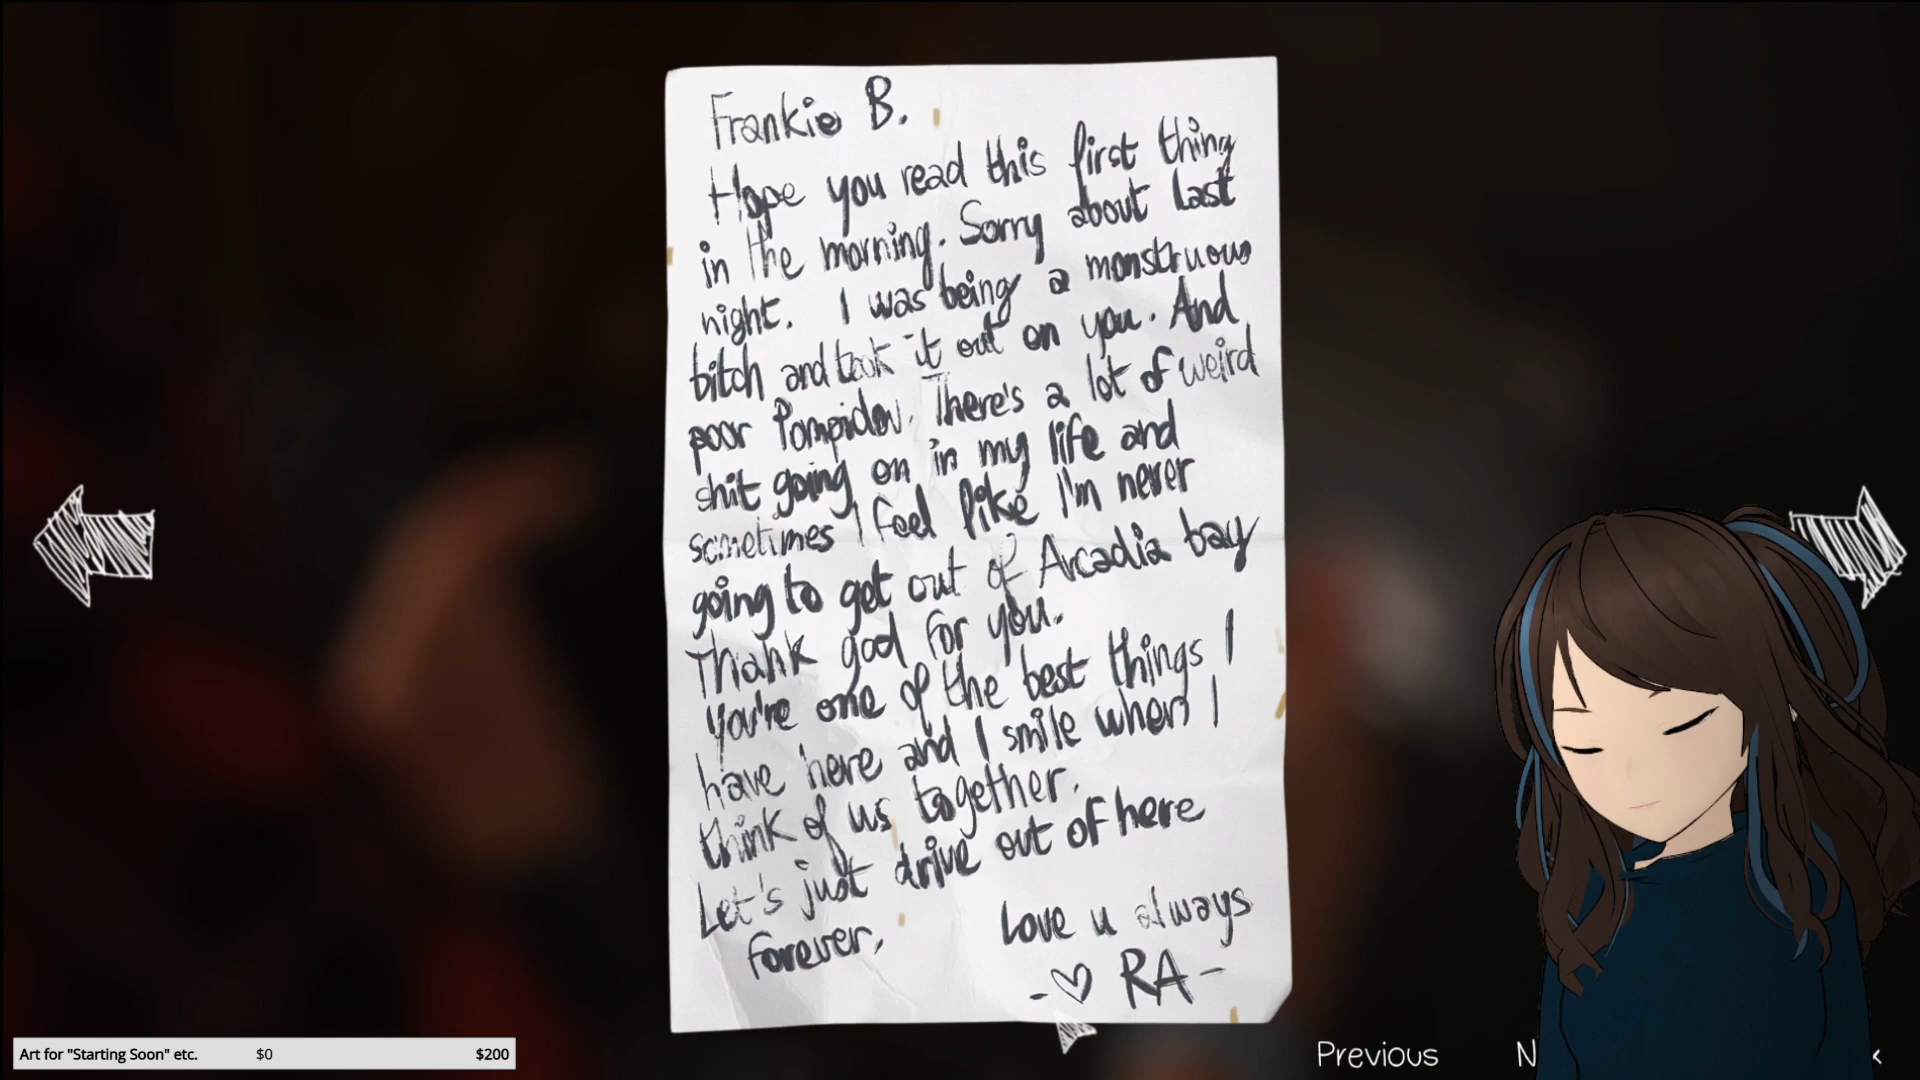 Frankie B.
Hope you read this first thing
in the morning. Sorry about last
night. I was being a monstruous
bitch and took it out on you. And
poor Pompidou. There's a lot of weird
shit going on in my life and
sometimes I feel like I'm never
going to get out of Arcadia bay
Thank god for you.
You're one of the best things I
have here and I smile when I
think of us together.
Let's just drive out of here
forever,
Love u always
-♡ RA-
Art for "Starting Soon" etc. $0 $200
Previous N